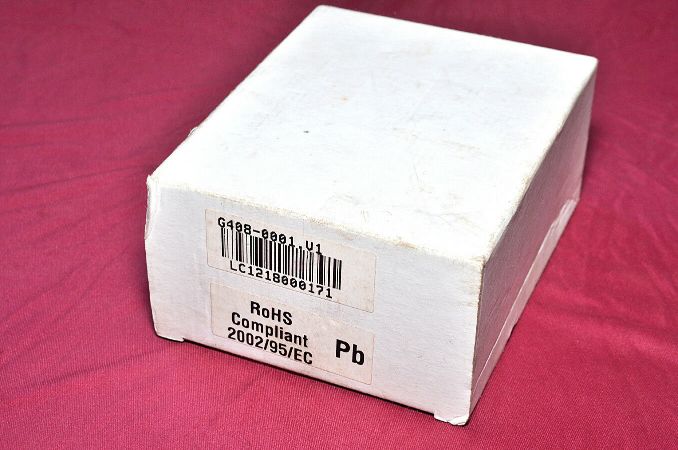 G408-0001.V1
LC1218000171
RoHS
Compliant
2002/95/EC
Pb